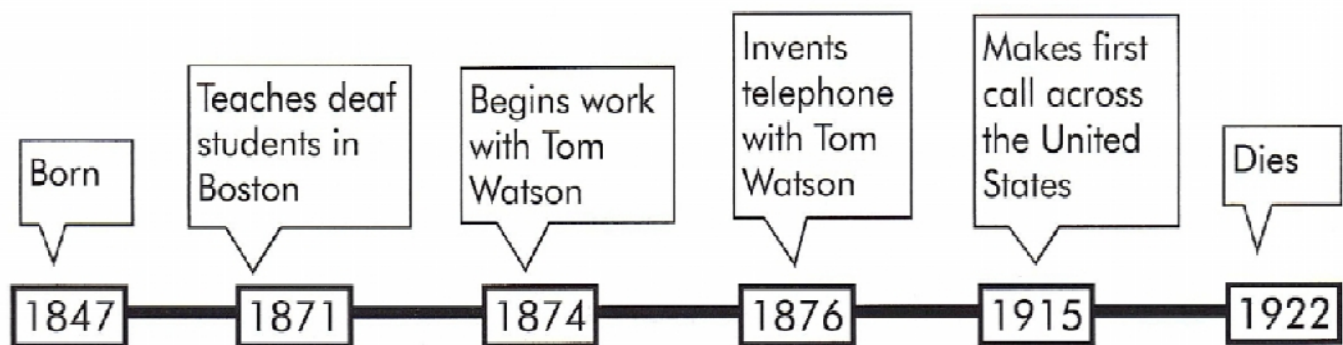 Born
Teaches deaf
students in
Boston
Begins work
with Tom
Watson
Invents
telephone
with Tom
Watson
Makes first
call across
the United
States
Dies
1847
1871
1874
1876
1915
1922